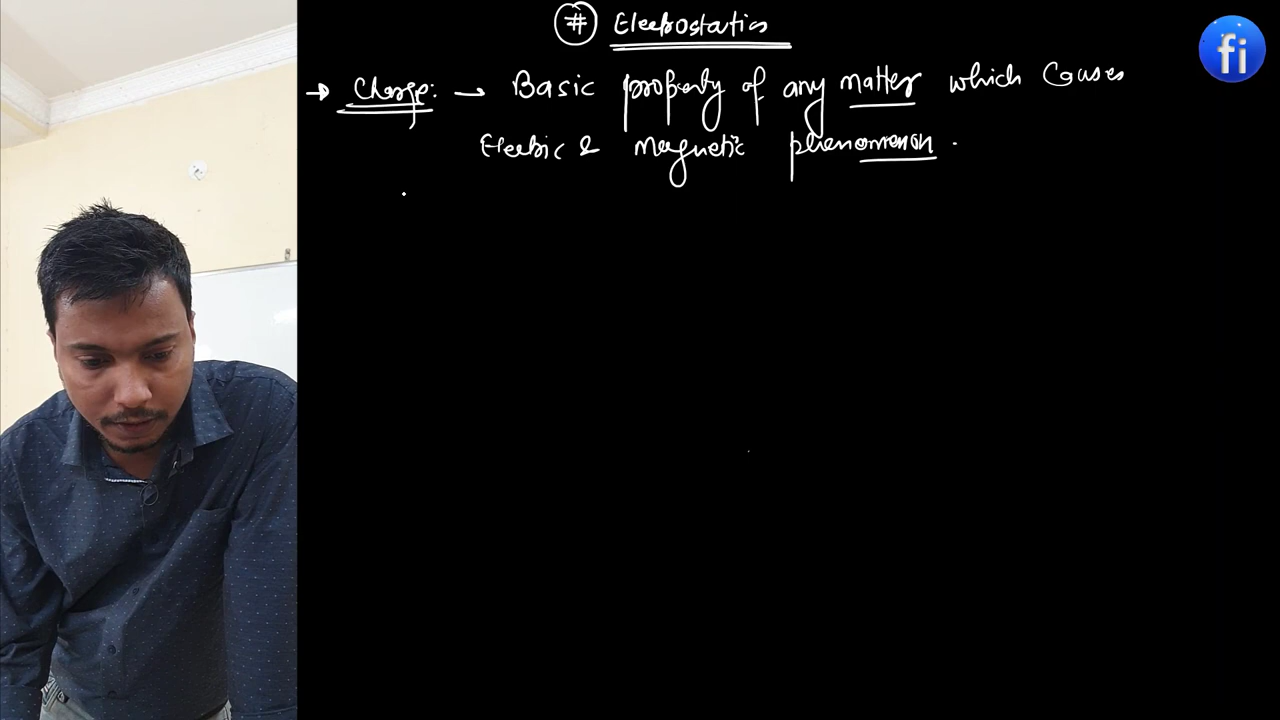 # Electrostatics
fi
→ Charge: → Basic property of any matter which Causes
Electric & Magnetic phenomenon.